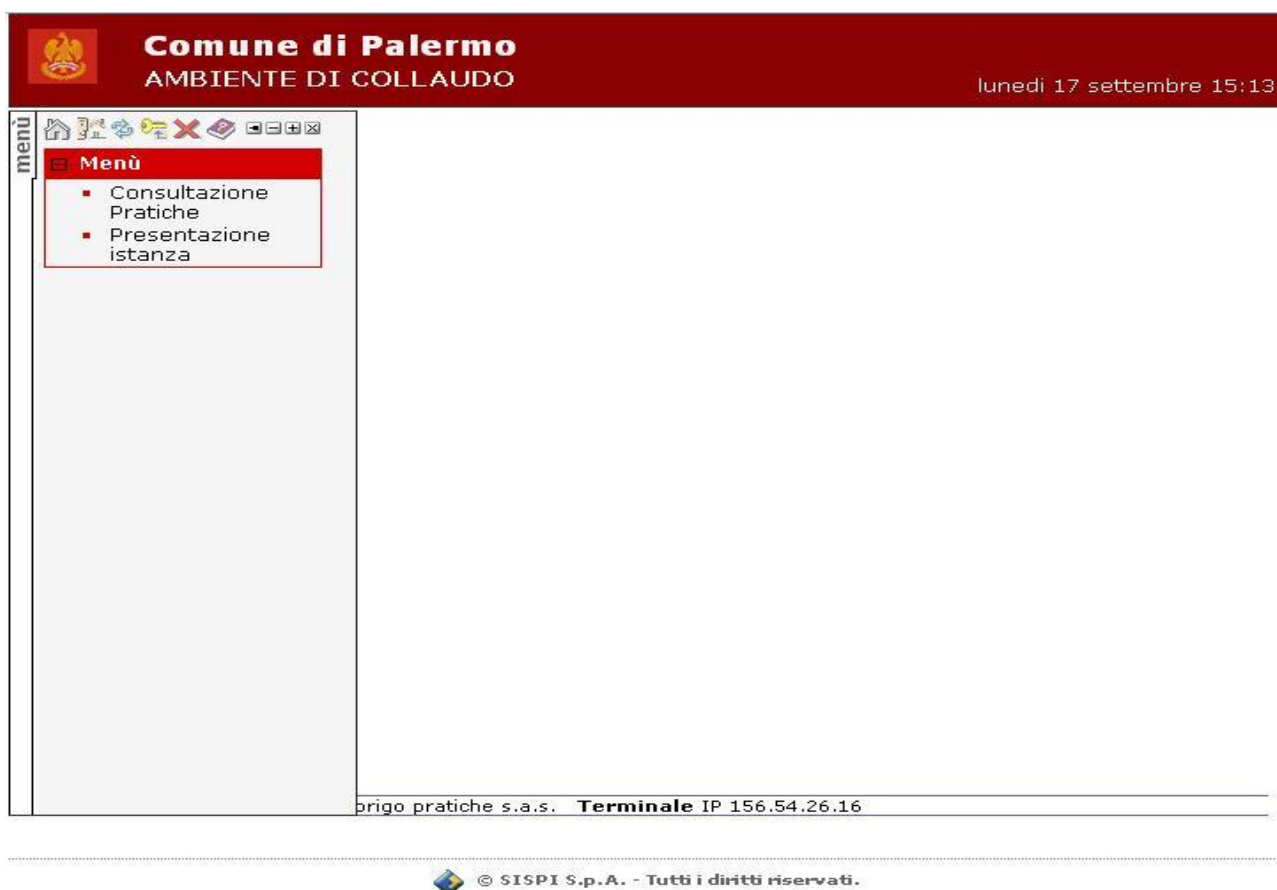 Comune di Palermo
AMBIENTE DI COLLAUDO
lunedì 17 settembre 15:13
menù
Menù
Consultazione
Pratiche
Presentazione
istanza
origo pratiche s.a.s. Terminale IP 156.54.26.16
© SISPI S.p.A. - Tutti i diritti riservati.